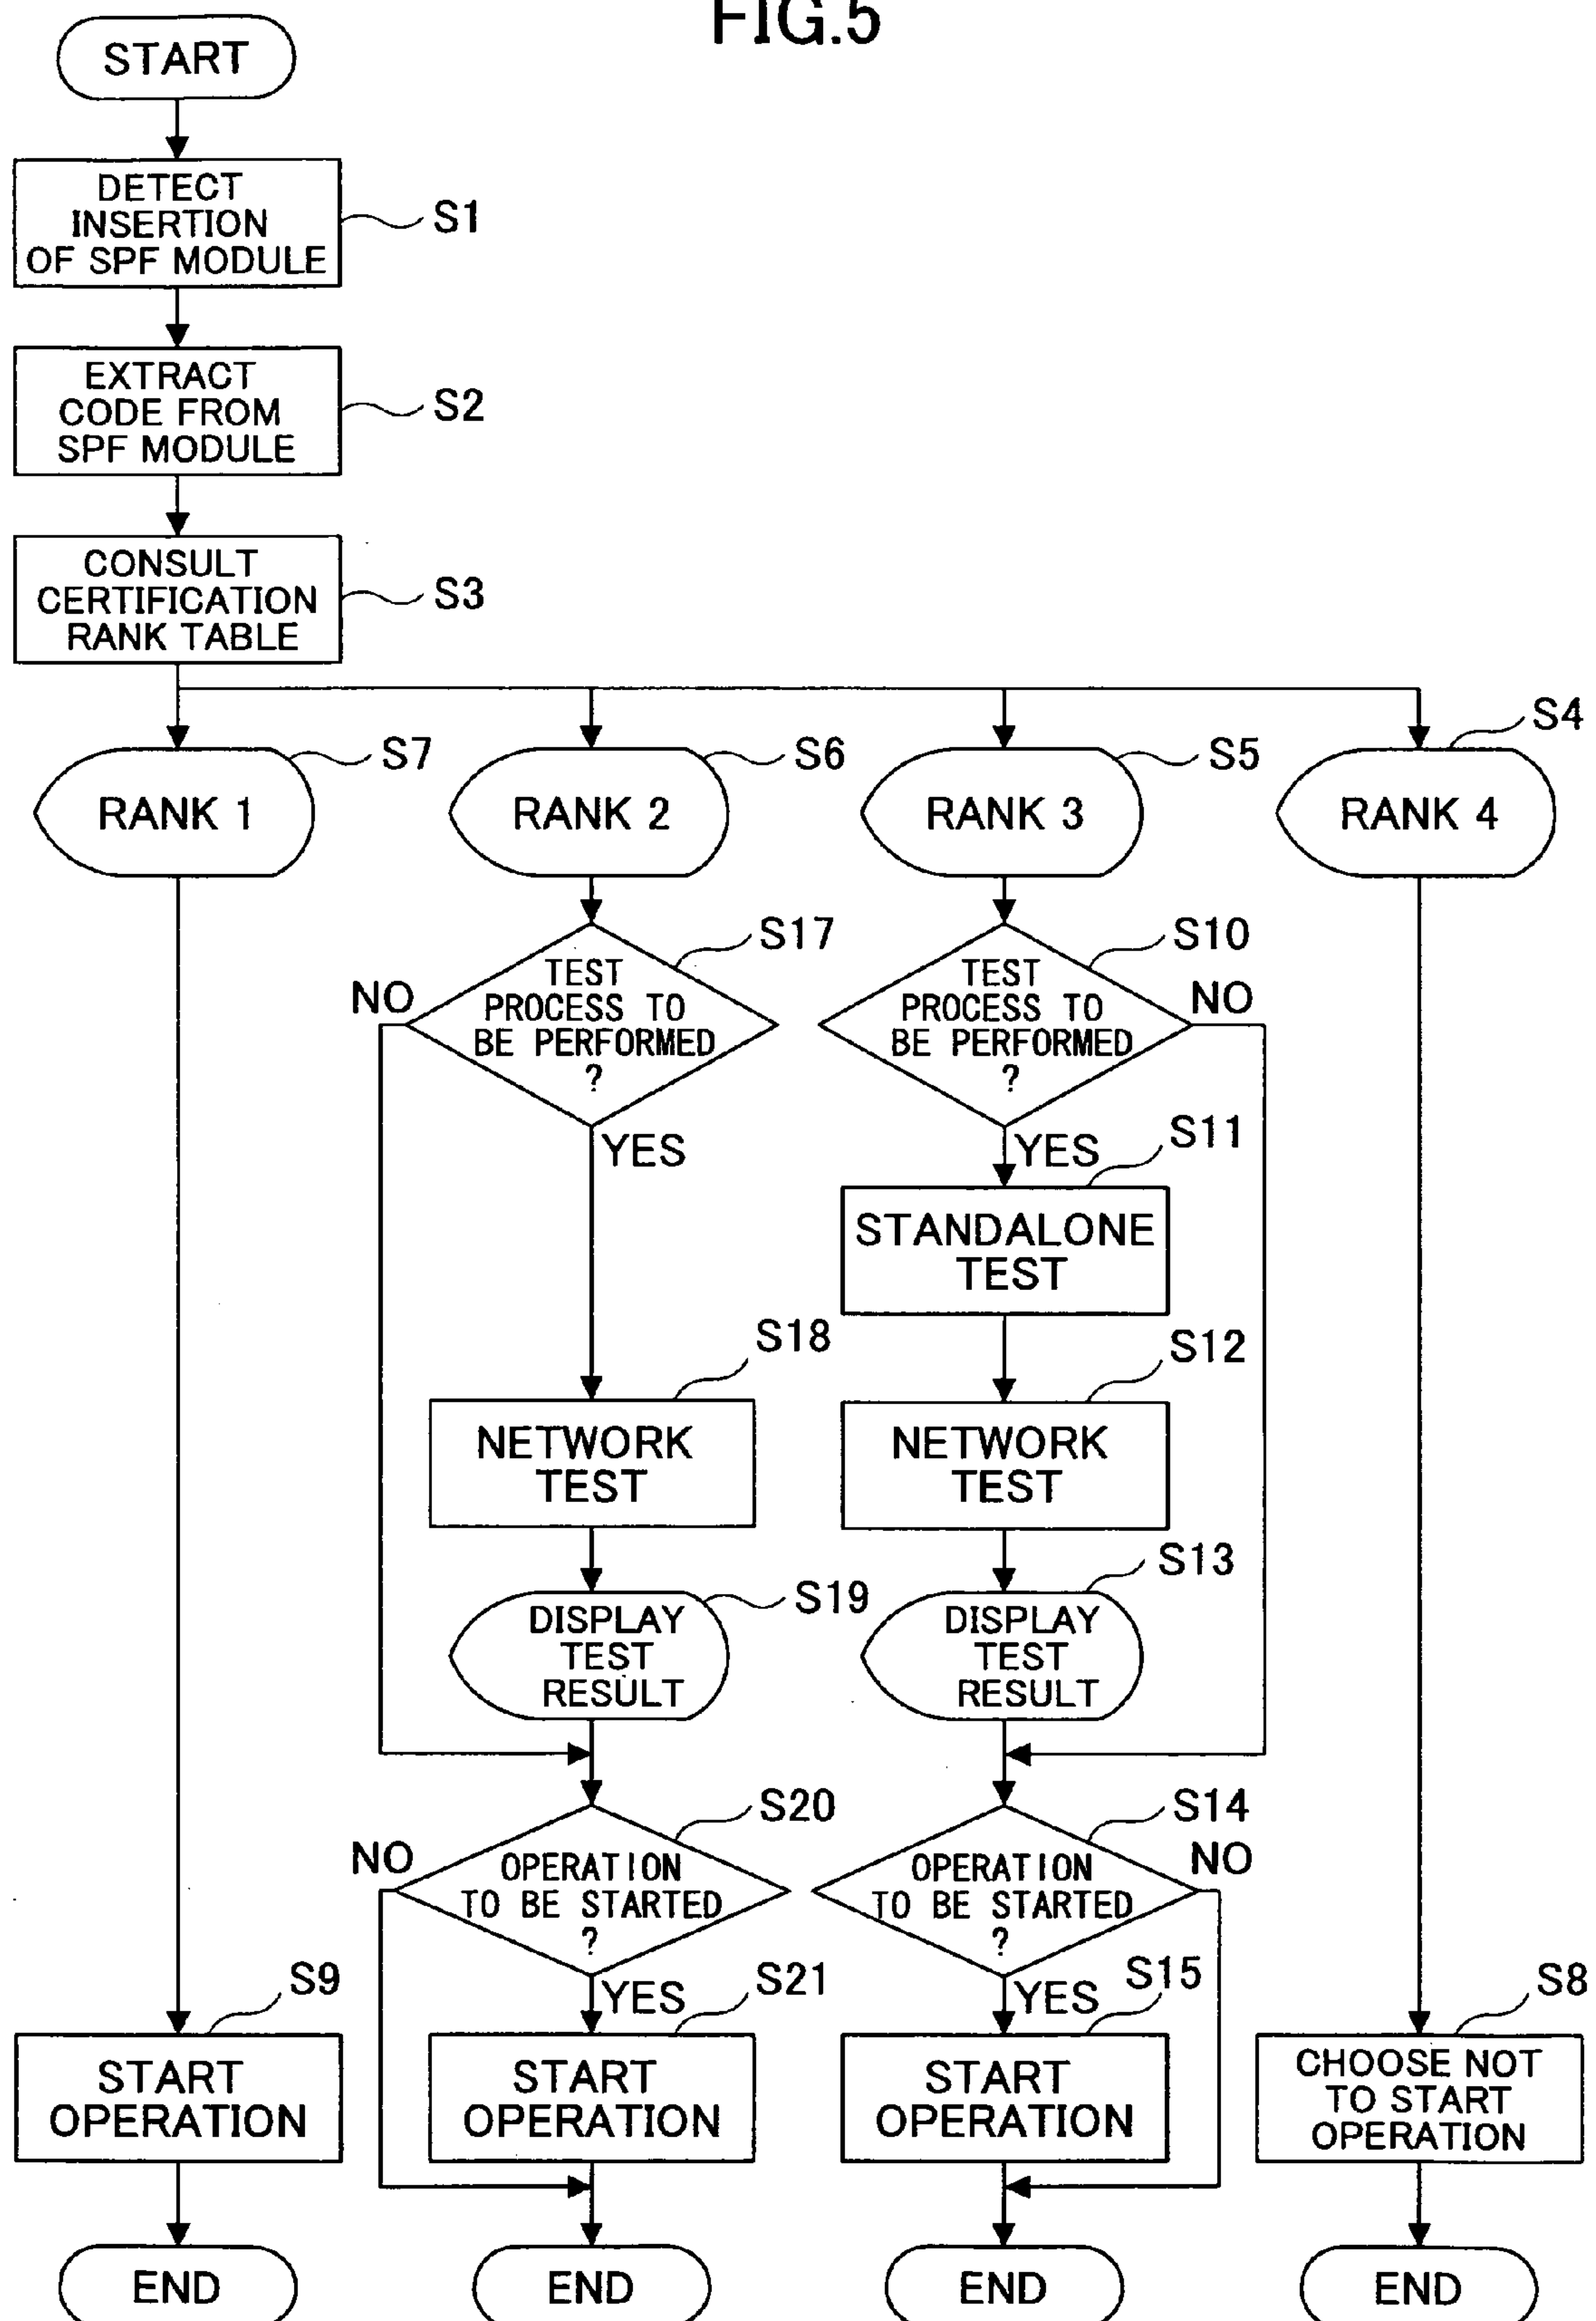 FIG.5
START
DETECT
INSERTION
OF SPF MODULE
S1
EXTRACT
CODE FROM
SPF MODULE
S2
CONSULT
CERTIFICATION
RANK TABLE
S3
RANK 1
S7
RANK 2
S6
RANK 3
S5
RANK 4
S4
TEST
PROCESS TO
BE PERFORMED
?
S17
NO
YES
TEST
PROCESS TO
BE PERFORMED
?
S10
NO
YES
STANDALONE
TEST
S11
NETWORK
TEST
S18
NETWORK
TEST
S12
DISPLAY
TEST
RESULT
S19
DISPLAY
TEST
RESULT
S13
OPERATION
TO BE STARTED
?
S20
NO
YES
OPERATION
TO BE STARTED
?
S14
NO
YES
START
OPERATION
S9
START
OPERATION
S21
START
OPERATION
S15
CHOOSE NOT
TO START
OPERATION
S8
END
END
END
END